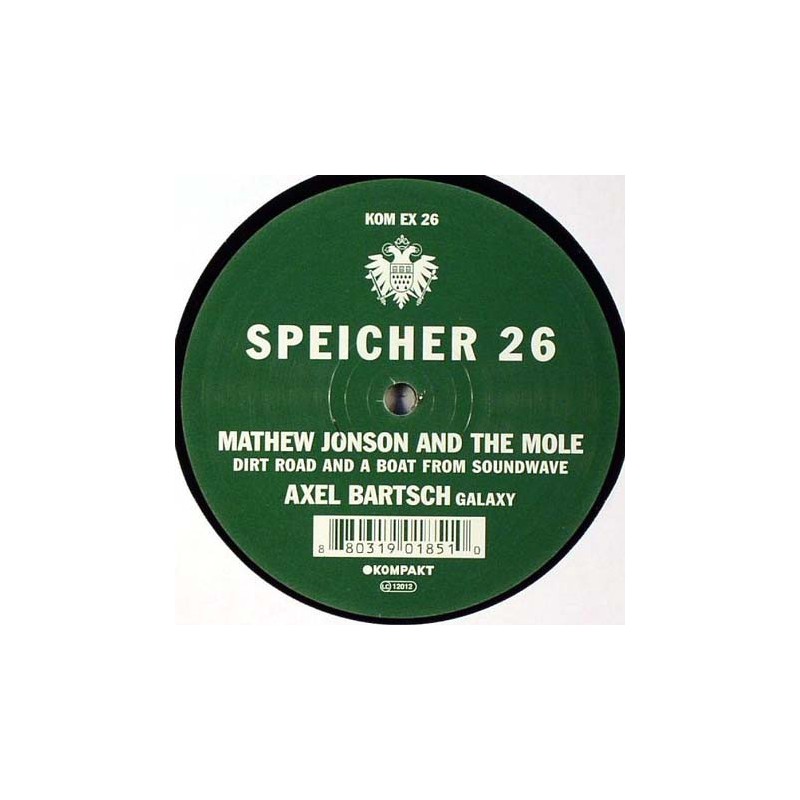 KOM EX 26
SPEICHER 26
MATHEW JONSON AND THE MOLE
DIRT ROAD AND A BOAT FROM SOUNDWAVE
AXEL BARTSCH GALAXY
8 80319 01851 0
KOMPAKT
LC 12012